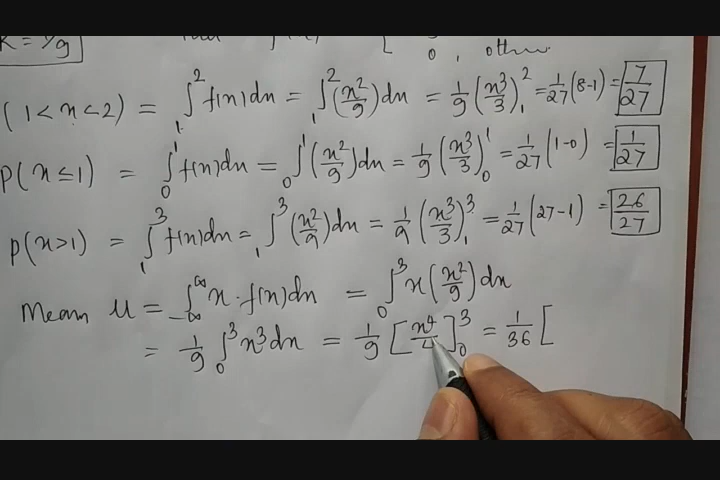 K = 1/9 0 , othe
(1 < x < 2) = ∫₁² f(x) dx = ∫₁² (x²/9) dx = 1/9 (x³/3)₁² = 1/27 (8-1) = 7/27
P(x ≤ 1) = ∫₀¹ f(x) dx = ∫₀¹ (x²/9) dx = 1/9 (x³/3)₀¹ = 1/27 (1-0) = 1/27
P(x>1) = ∫₁³ f(x) dx = ∫₁³ (x²/9) dx = 1/9 (x³/3)₁³ = 1/27 (27-1) = 26/27
Mean μ = ∫₋∞^∞ x · f(x) dx = ∫₀³ x (x²/9) dx
= 1/9 ∫₀³ x³ dx = 1/9 [x⁴/4]₀³ = 1/36 [